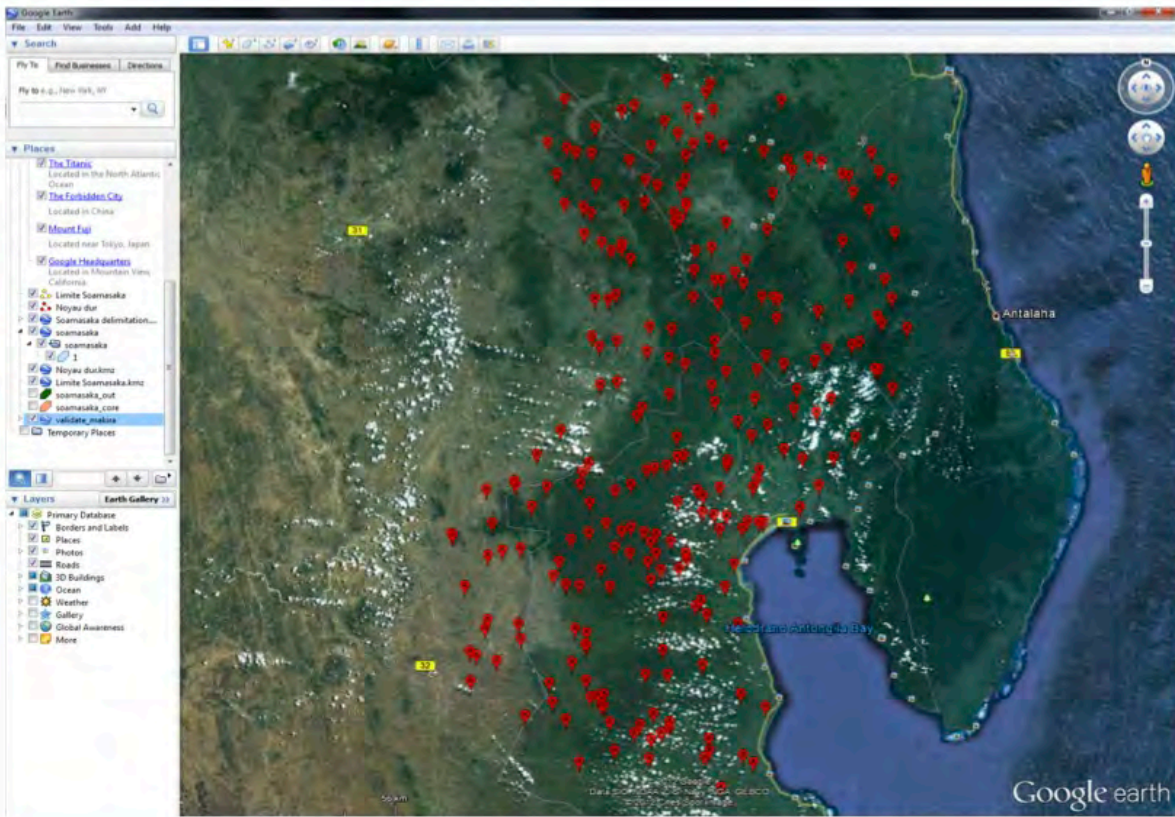 Google Earth
File Edit View Tools Add Help
Search
Fly To Find Businesses Directions
Fly to e.g., New York, NY
Places
The Titanic
Located in the North Atlantic
Ocean
The Forbidden City
Located in China
Mount Fuji
Located near Tokyo, Japan
Google Headquarters
Located in Mountain View,
California
Limite Soamasaka
Noyau dur
Soamasaka delimitation....
soamasaka
soamasaka
1
Noyau dur.kmz
Limite Soamasaka.kmz
soamasaka_out
soamasaka_core
validate_makira
Temporary Places
Layers Earth Gallery >>
Primary Database
Borders and Labels
Places
Photos
Roads
3D Buildings
Ocean
Weather
Gallery
Global Awareness
More
N
31
Antalaha
32
Antongila Bay
56 km
Google earth